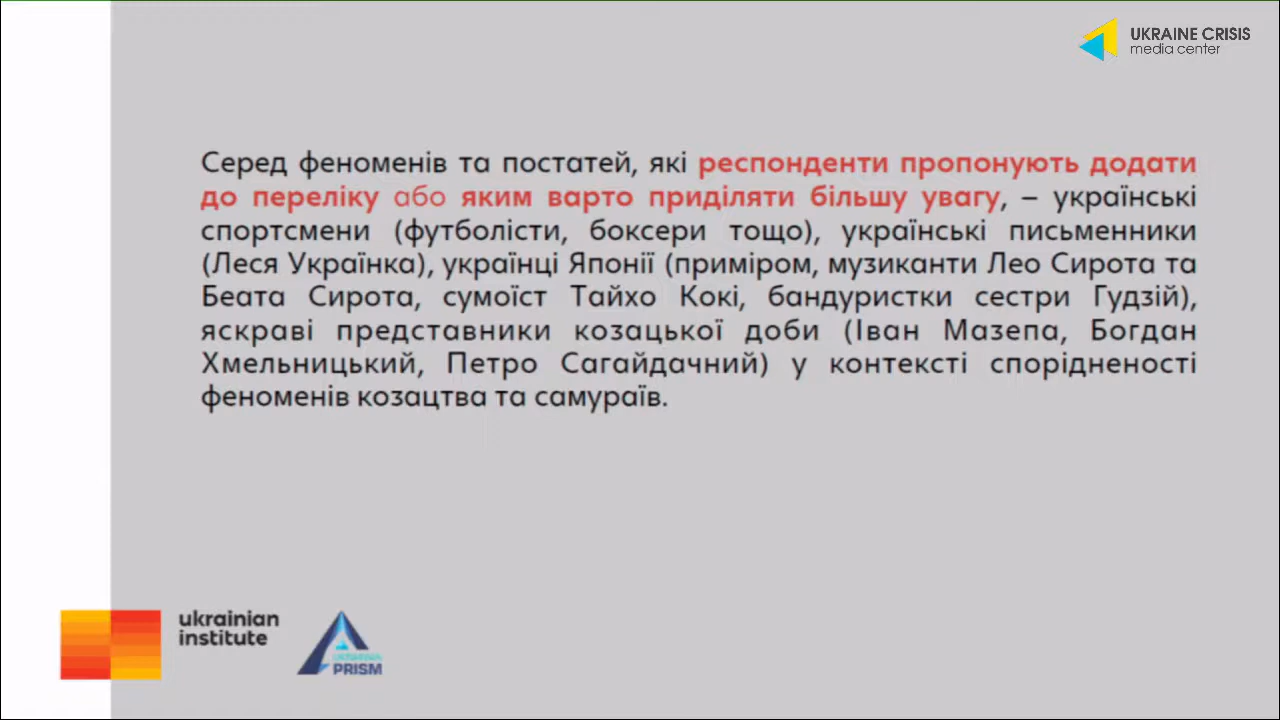 UKRAINE CRISIS
media center
Серед феноменів та постатей, які респонденти пропонують додати
до переліку або яким варто приділяти більшу увагу, – українські
спортсмени (футболісти, боксери тощо), українські письменники
(Леся Українка), українці Японії (приміром, музиканти Лео Сирота та
Беата Сирота, сумоїст Тайхо Кокі, бандуристки сестри Гудзій),
яскраві представники козацької доби (Іван Мазепа, Богдан
Хмельницький, Петро Сагайдачний) у контексті спорідненості
феноменів козацтва та самураїв.
ukrainian
institute
UKRAINIAN
PRISM